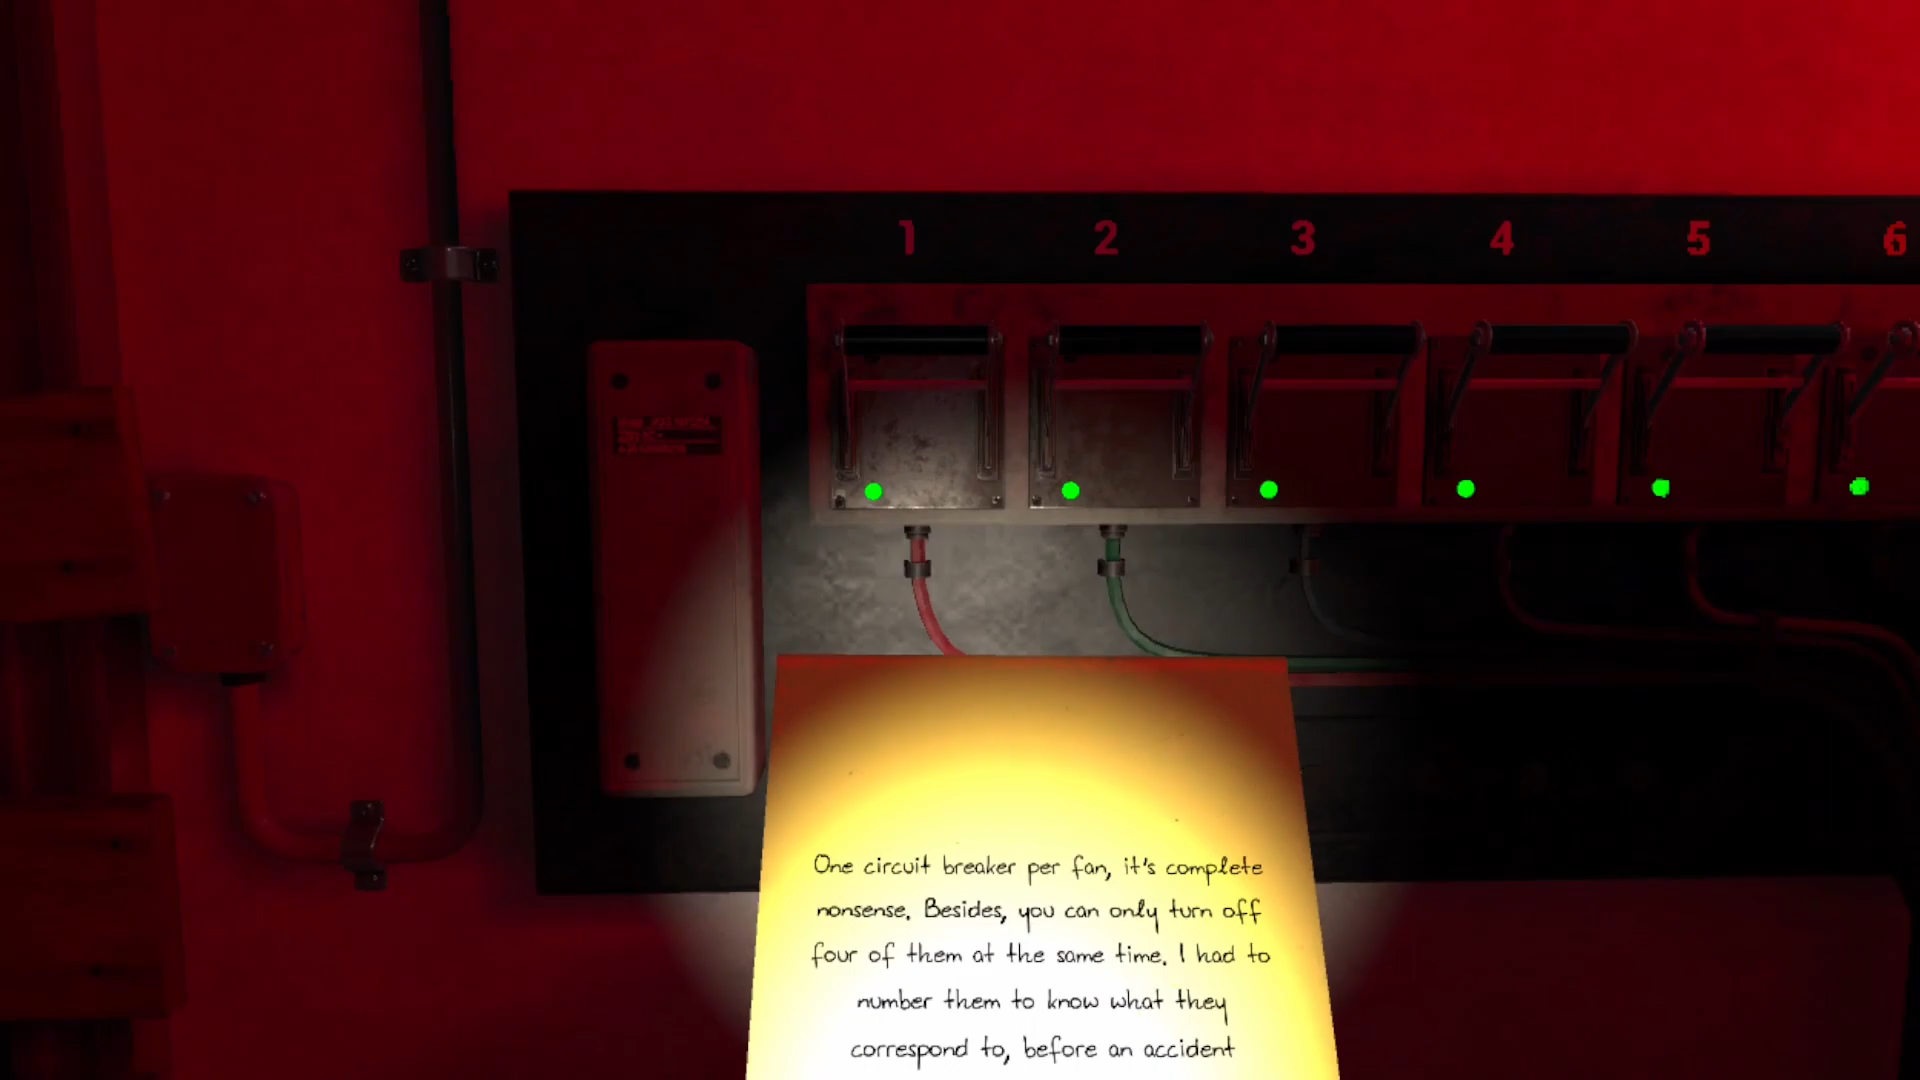 1 2 3 4 5 6
One circuit breaker per fan, it's complete
nonsense. Besides, you can only turn off
four of them at the same time. I had to
number them to know what they
correspond to, before an accident